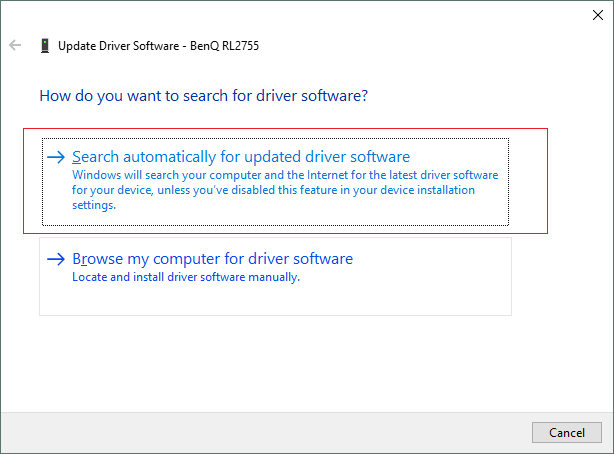 Update Driver Software - BenQ RL2755
How do you want to search for driver software?
Search automatically for updated driver software
Windows will search your computer and the Internet for the latest driver software
for your device, unless you've disabled this feature in your device installation
settings.
Browse my computer for driver software
Locate and install driver software manually.
Cancel